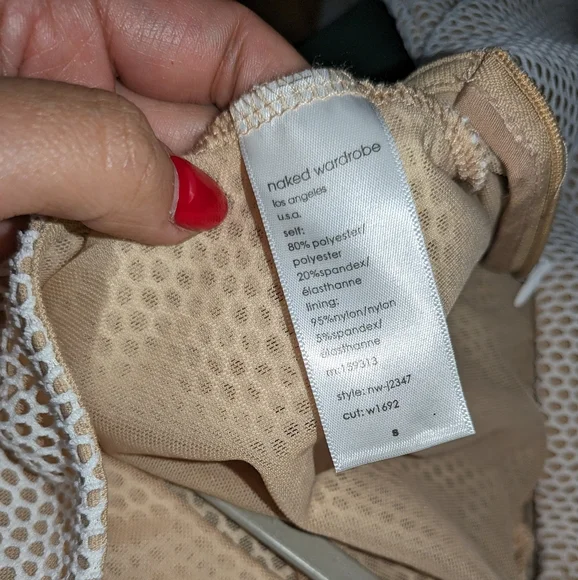 naked wardrobe
los angeles
u.s.a.
self:
80% polyester/
polyester
20%spandex/
élasthanne
lining:
95%nylon/nylon
5%spandex/
élasthanne
rn:159313
style: nw-j2347
cut: w1692
s